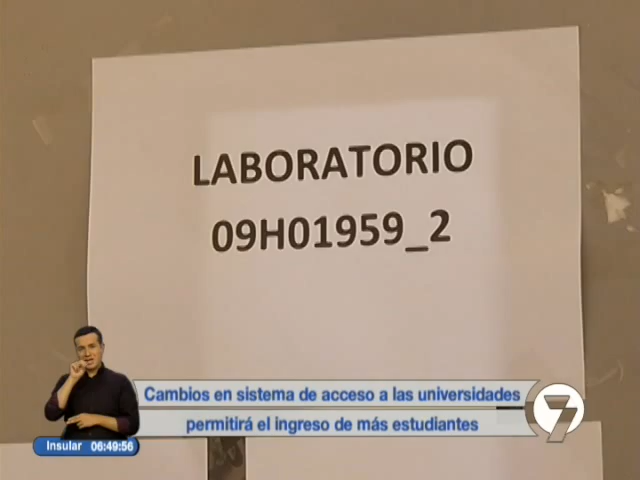 LABORATORIO
09H01959_2
Cambios en sistema de acceso a las universidades
permitirá el ingreso de más estudiantes
7
Insular 06:49:56